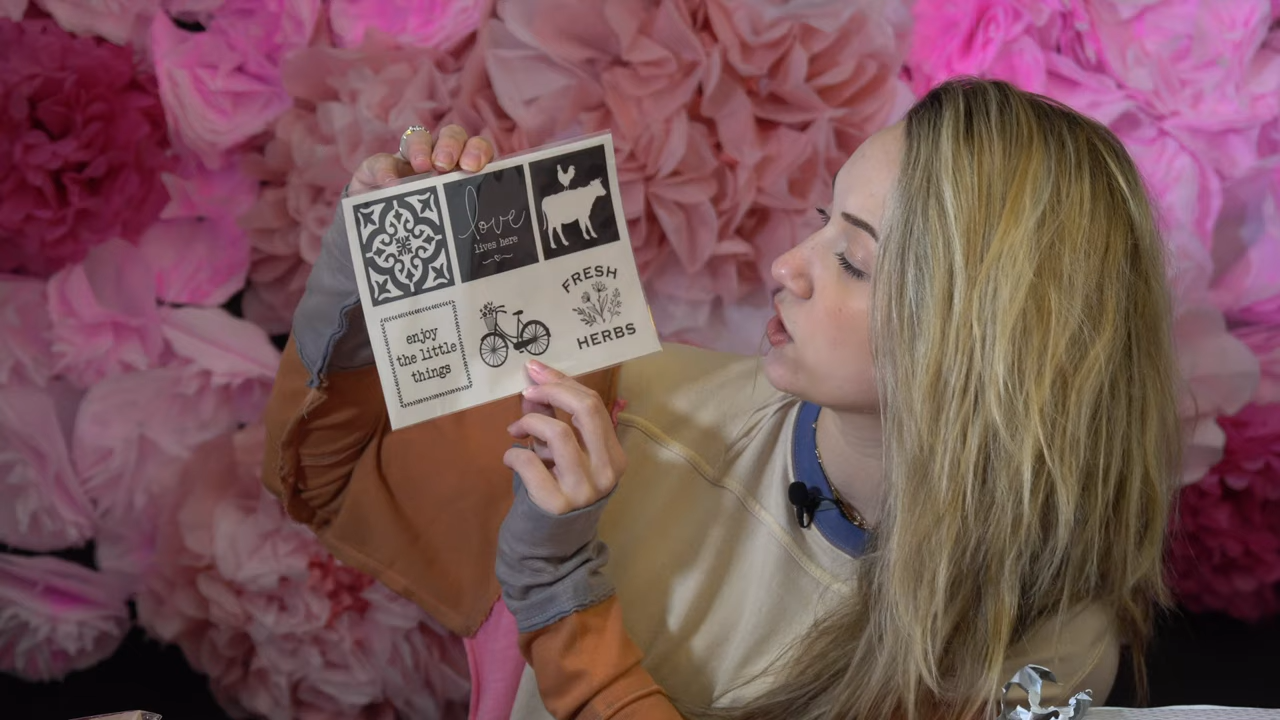 love
lives here
FRESH
HERBS
enjoy
the little
things